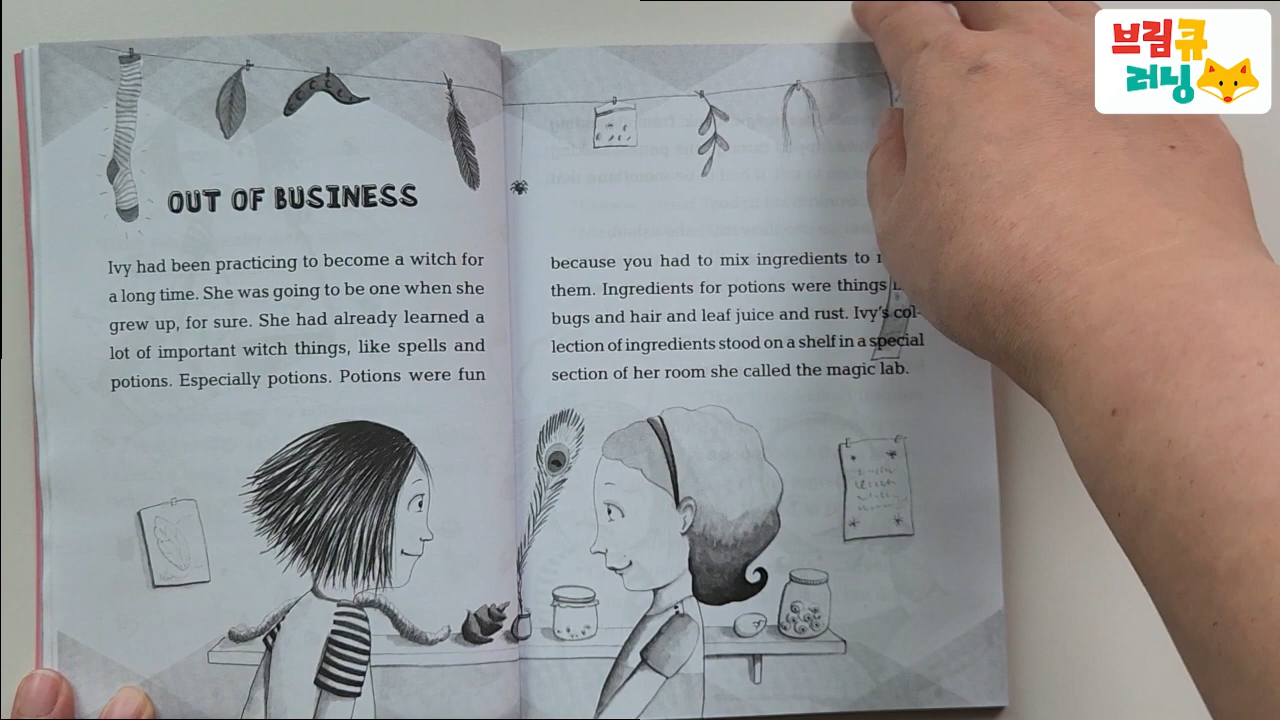 브림큐
러닝
OUT OF BUSINESS
Ivy had been practicing to become a witch for
a long time. She was going to be one when she
grew up, for sure. She had already learned a
lot of important witch things, like spells and
potions. Especially potions. Potions were fun
because you had to mix ingredients to
them. Ingredients for potions were things
bugs and hair and leaf juice and rust. Ivy's col-
lection of ingredients stood on a shelf in a special
section of her room she called the magic lab.